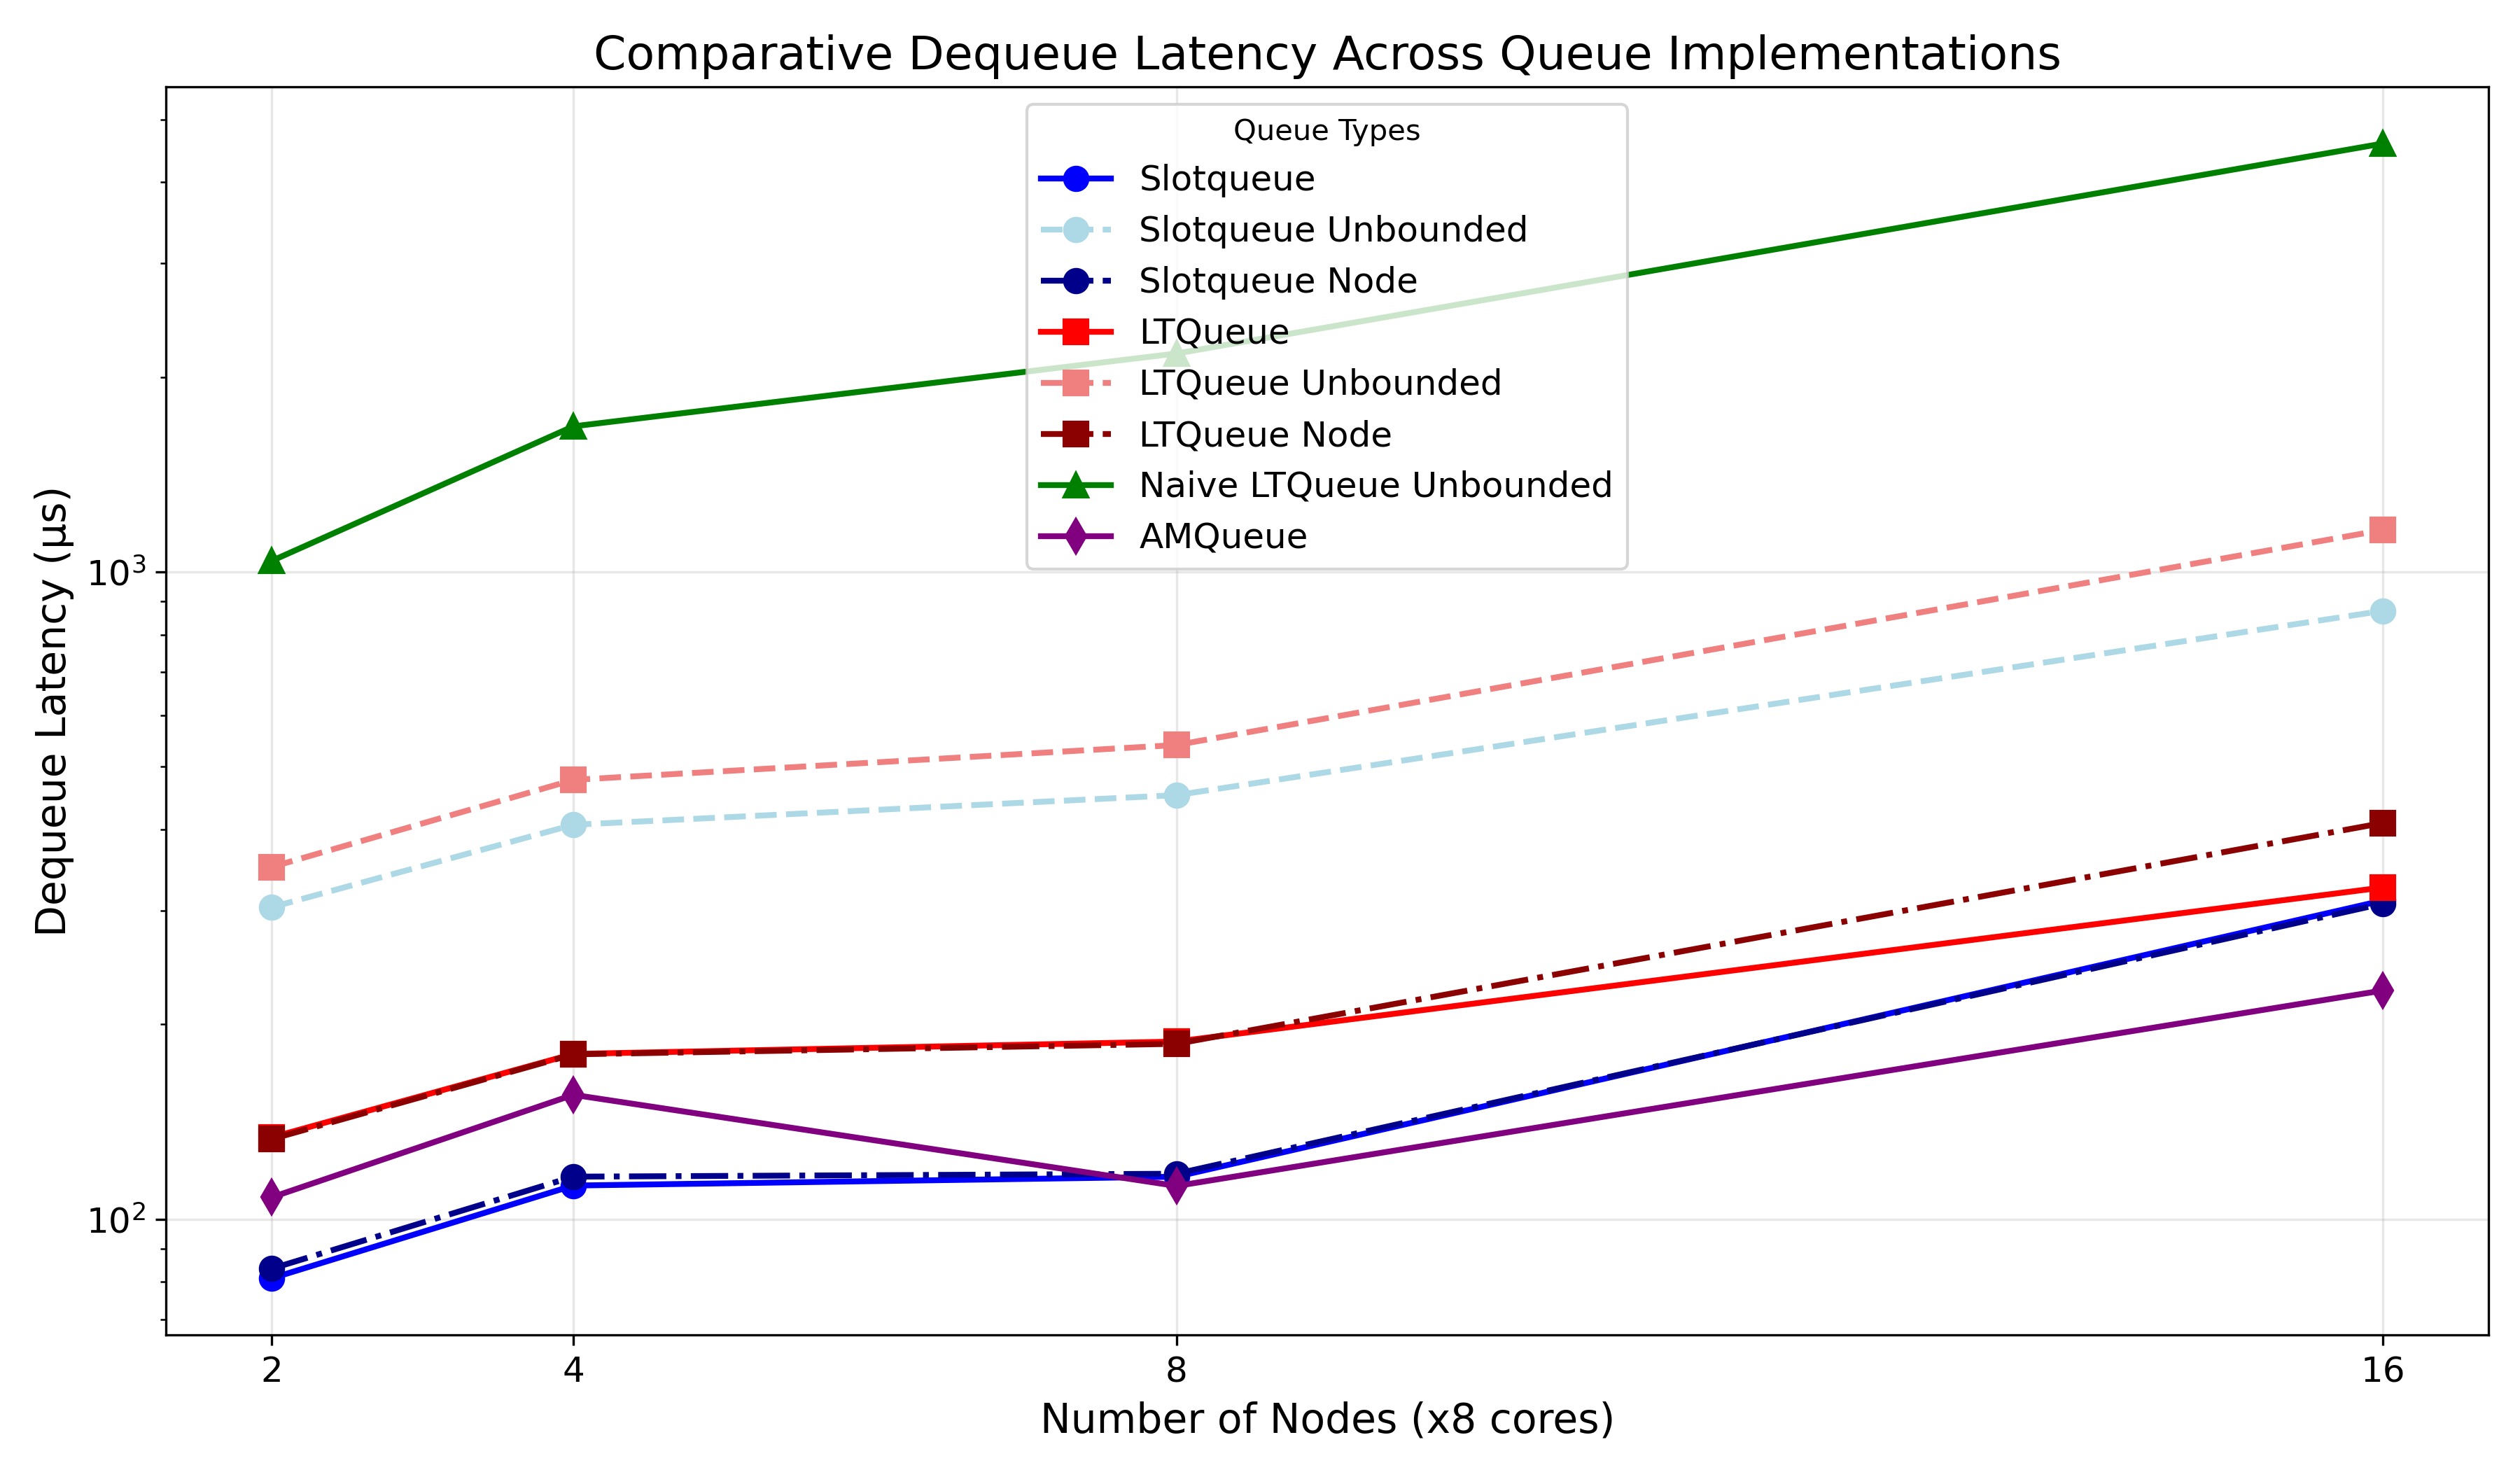 Comparative Dequeue Latency Across Queue Implementations
Queue Types
Slotqueue
Slotqueue Unbounded
Slotqueue Node
LTQueue
LTQueue Unbounded
LTQueue Node
Naive LTQueue Unbounded
AMQueue
Dequeue Latency (μs)
10³
10²
2 4 8 16
Number of Nodes (x8 cores)